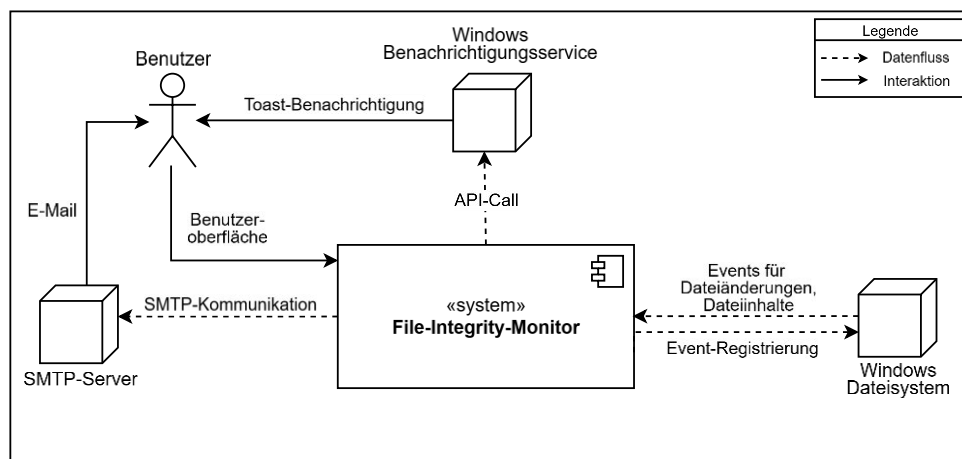 Windows
Benachrichtigungsservice
Legende
Datenfluss
Interaktion
Benutzer
Toast-Benachrichtigung
API-Call
E-Mail
Benutzer-
oberfläche
«system»
File-Integrity-Monitor
SMTP-Kommunikation
SMTP-Server
Events für
Dateiänderungen,
Dateiinhalte
Event-Registrierung
Windows
Dateisystem